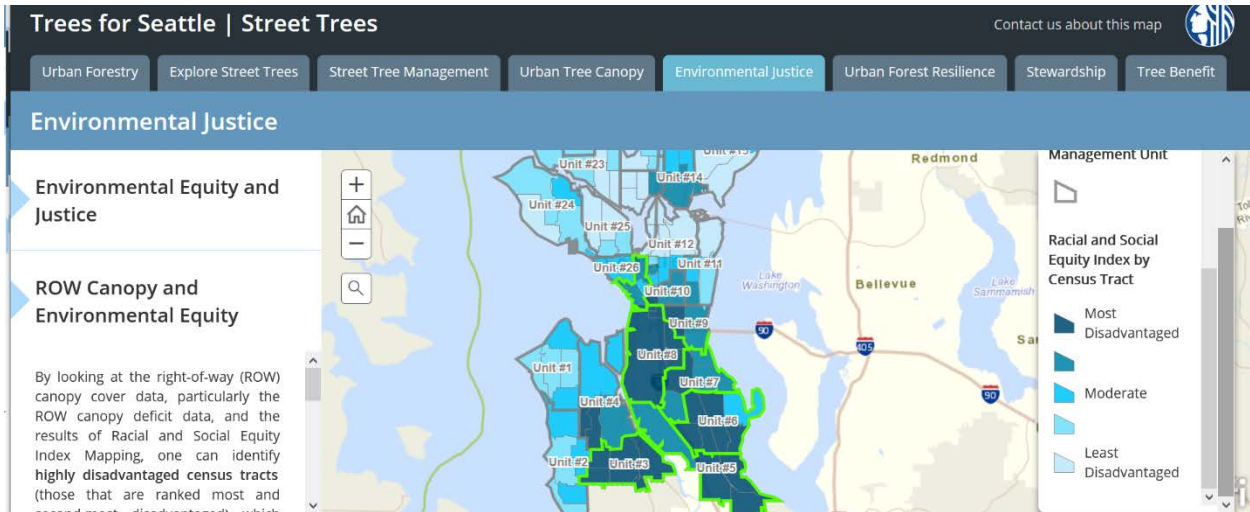 Trees for Seattle | Street Trees
Contact us about this map
Urban Forestry
Explore Street Trees
Street Tree Management
Urban Tree Canopy
Environmental Justice
Urban Forest Resilience
Stewardship
Tree Benefit
Environmental Justice
Environmental Equity and
Justice
ROW Canopy and
Environmental Equity
By looking at the right-of-way (ROW)
canopy cover data, particularly the
ROW canopy deficit data, and the
results of Racial and Social Equity
Index Mapping, one can identify
highly disadvantaged census tracts
(those that are ranked most and
second-most disadvantaged) which
+
−
Unit #23
Unit #14
Unit #24
Unit #25
Unit #12
Unit #26
Unit #11
Unit #10
Unit #9
Unit #8
Unit #1
Unit #7
Unit #4
Unit #6
Unit #2
Unit #3
Unit #5
Redmond
Lake
Washington
Bellevue
Lake
Sammamish
90
405
90
Management Unit
Racial and Social
Equity Index by
Census Tract
Most
Disadvantaged
Moderate
Least
Disadvantaged